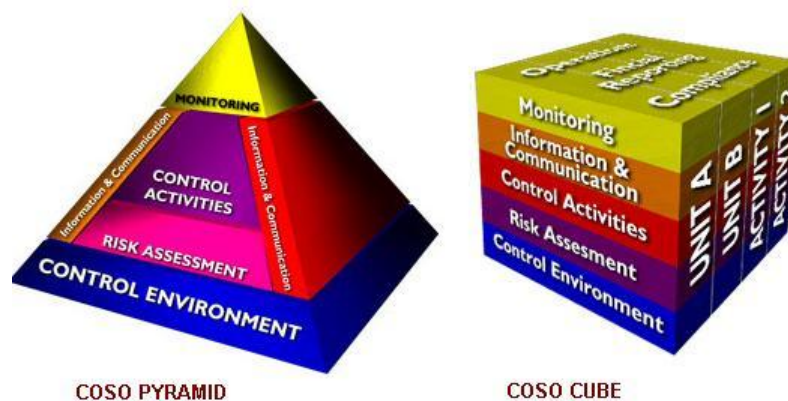 MONITORING
Information & Communication
Information & Communication
CONTROL
ACTIVITIES
RISK ASSESSMENT
CONTROL ENVIRONMENT
COSO PYRAMID
Operations
Fincial
Reporting
Compliance
Monitoring
Information &
Communication
Control Activities
Risk Assesment
Control Environment
UNIT A
UNIT B
ACTIVITY 1
ACTIVITY 2
COSO CUBE